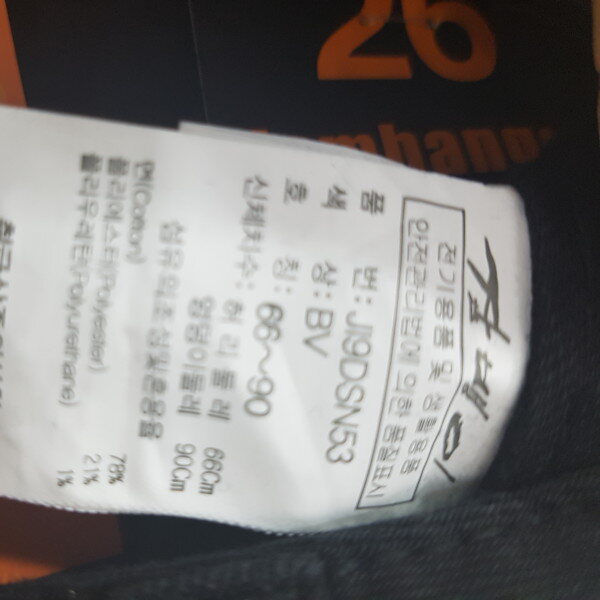 26
잠뱅이
전기용품 및 생활용품
안전관리법에 의한 품질표시
품 번 : JI9DSN53
색 상 : BV
호 칭 : 66~90
신체치수 : 허리둘레 66Cm
엉덩이둘레 90Cm
섬유의조성및혼용율
면(Cotton) 78%
폴리에스터(Polyester) 21%
폴리우레탄(Polyurethane) 1%